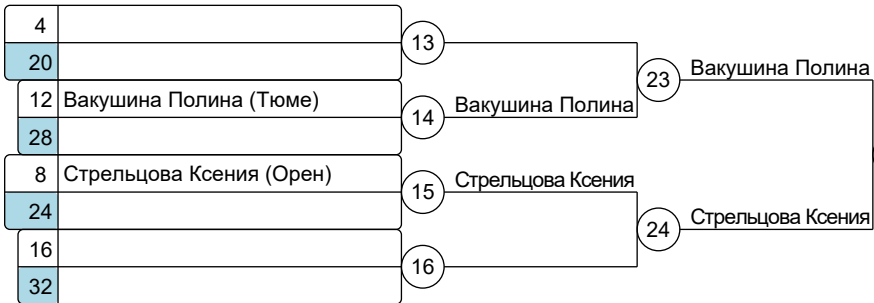 4
13
20
23 Вакушина Полина
12 Вакушина Полина (Тюме)
14 Вакушина Полина
28
8 Стрельцова Ксения (Орен)
15 Стрельцова Ксения
24
24 Стрельцова Ксения
16
16
32